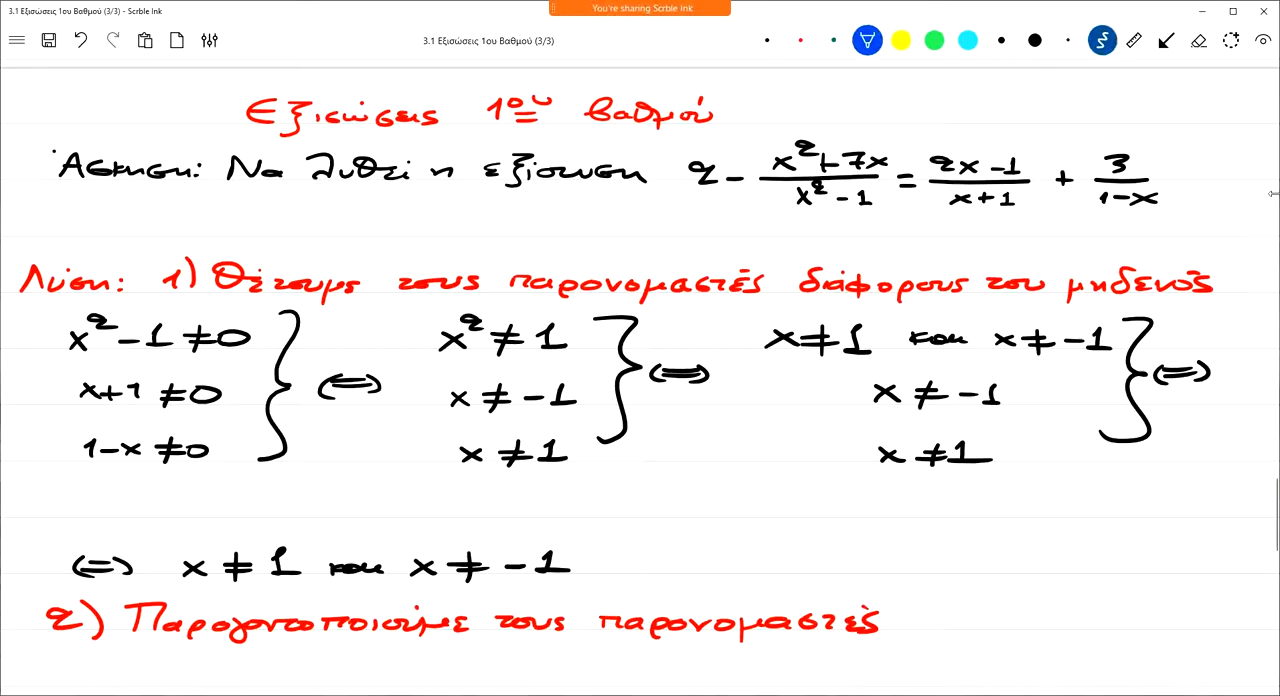 3.1 Εξισώσεις 1ου Βαθμού (3/3) - Scrble Ink
You're sharing Scrble Ink
3.1 Εξισώσεις 1ου Βαθμού (3/3)
Εξισώσεις 1ου βαθμού
Άσκηση: Να λυθεί η εξίσωση 2 - (x²+7x)/(x²-1) = (2x-1)/(x+1) + 3/(1-x)
Λύση: 1) Θέτουμε τους παρονομαστές διάφορους του μηδενός
x²-1≠0 } x²≠1 } x≠1 και x≠-1 }
x+1≠0 } (⇔) x≠-1 } (⇔) x≠-1 } (⇔)
1-x≠0 } x≠1 } x≠1 }
(⇔) x≠1 και x≠-1
2) Παραγοντοποιούμε τους παρονομαστές